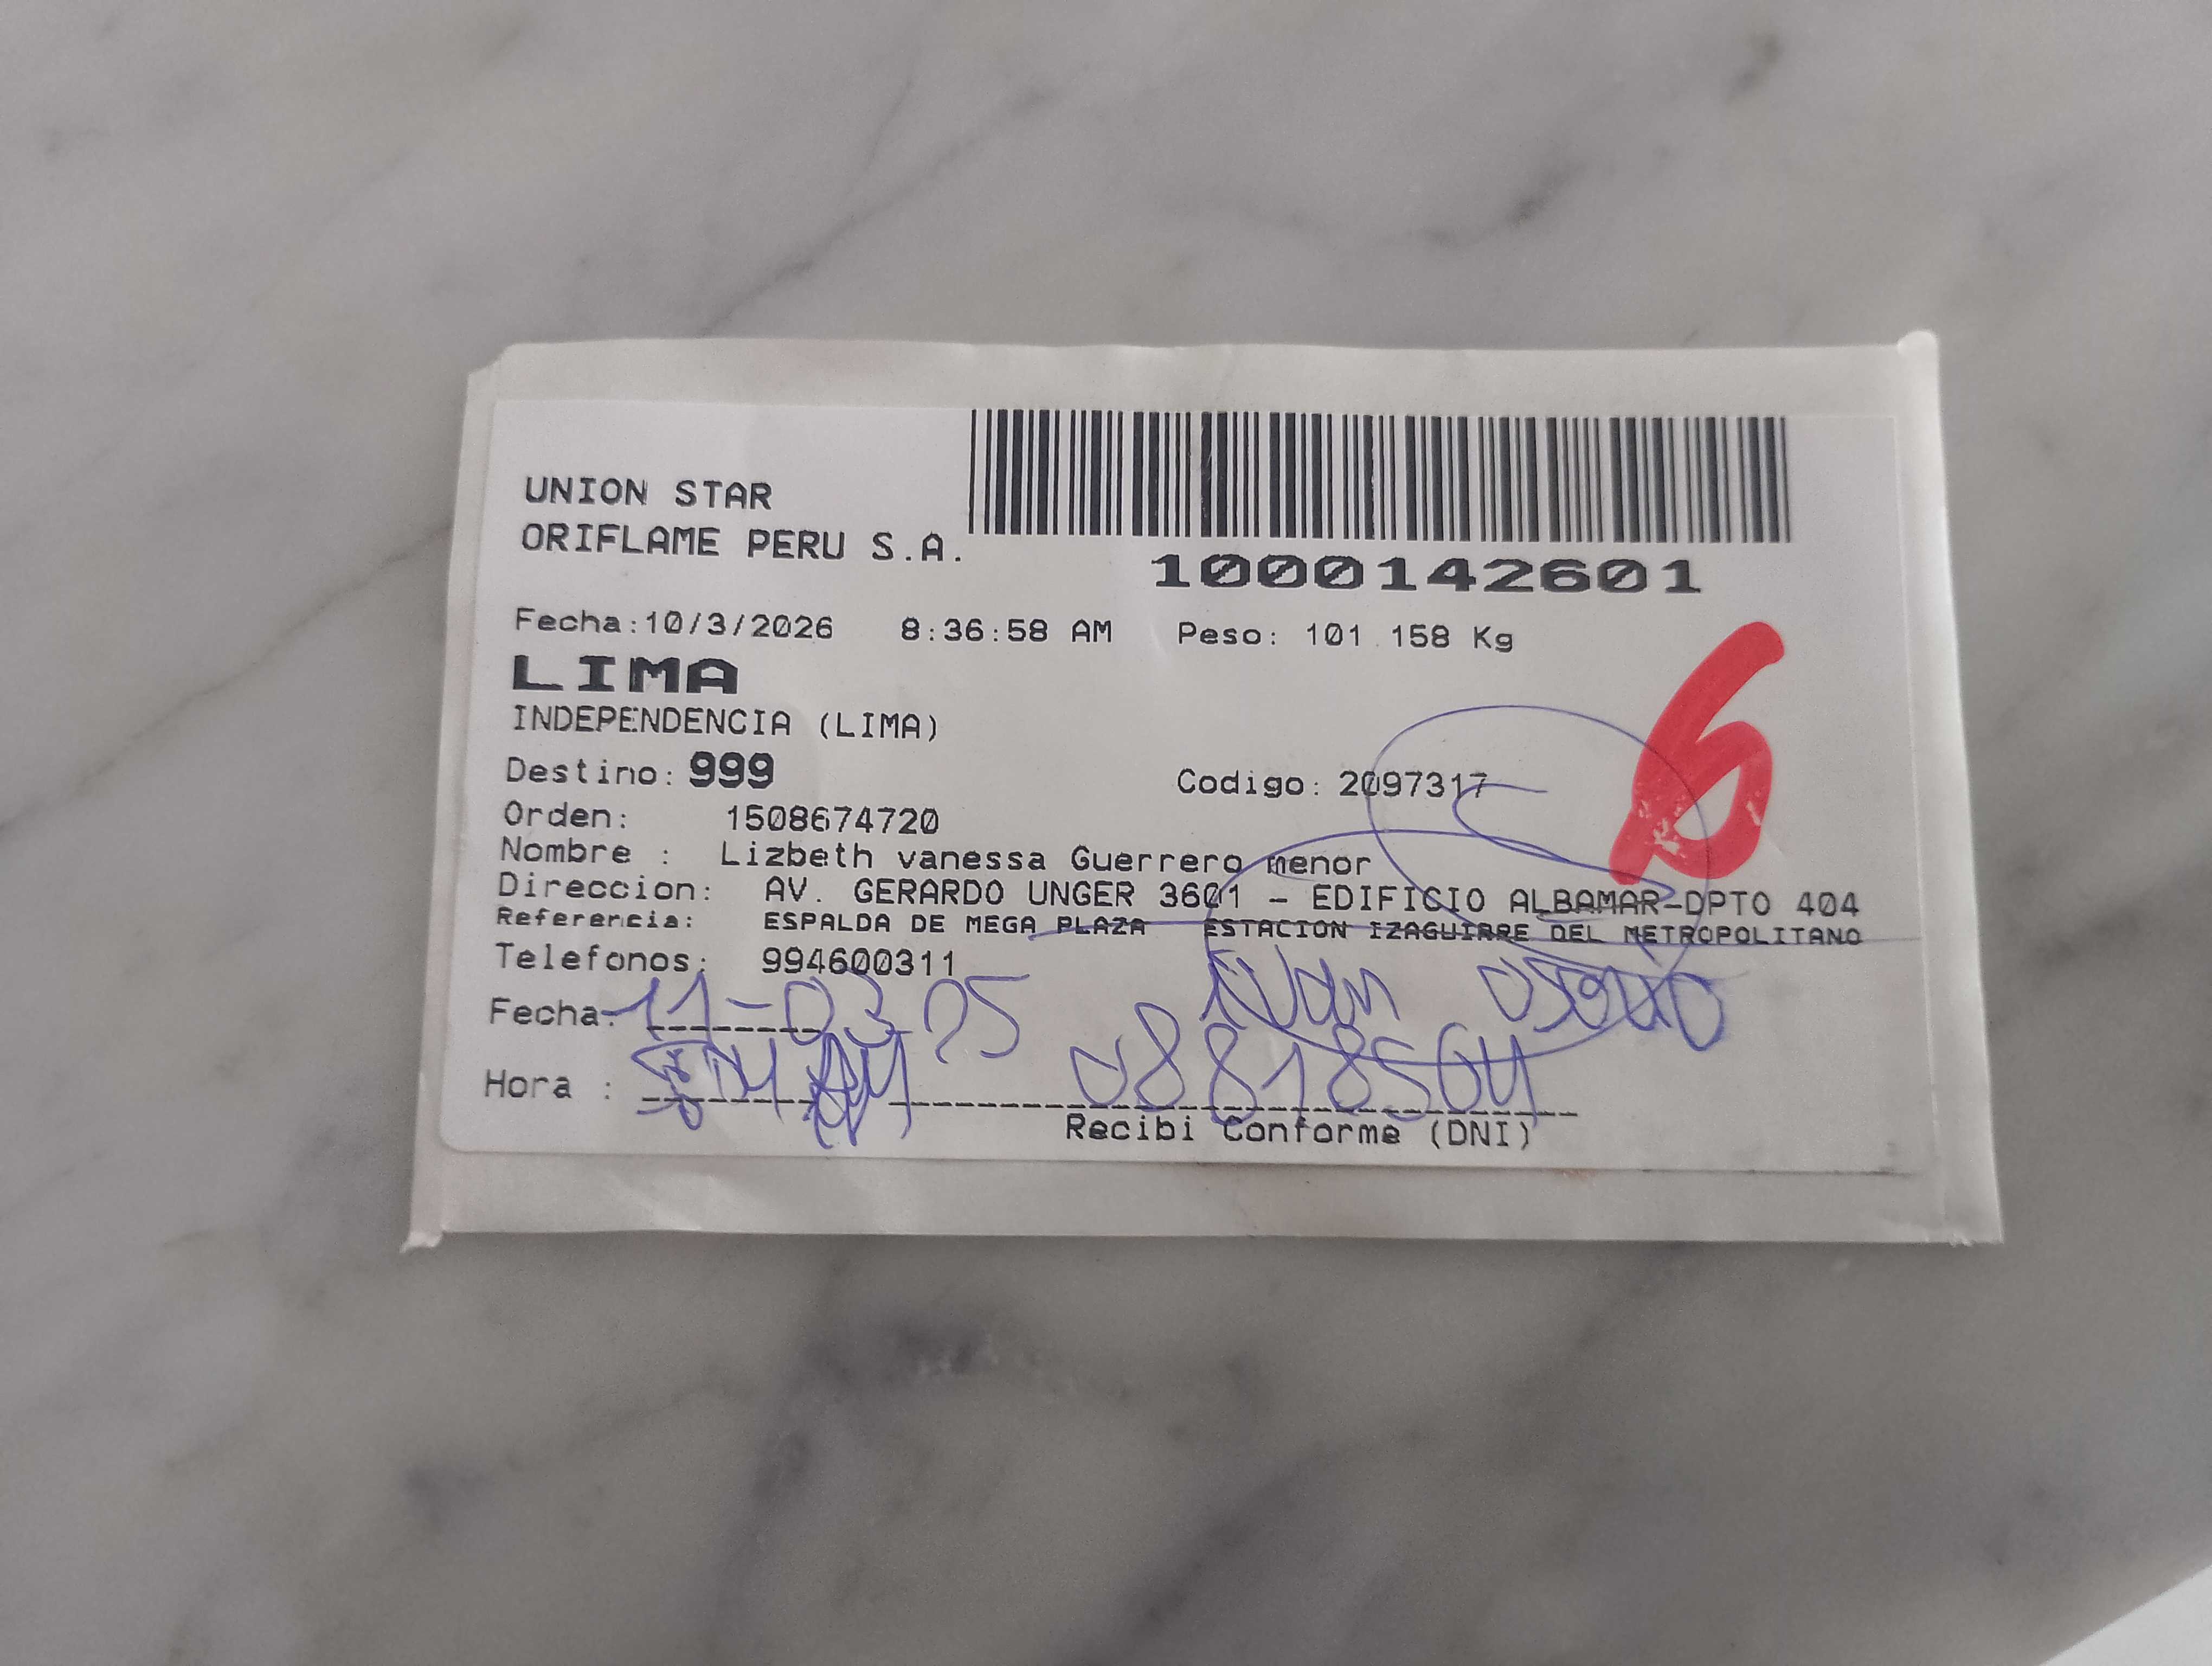 UNION STAR
ORIFLAME PERU S.A.
1000142601
Fecha:10/3/2026 8:36:58 AM Peso: 101.158 Kg
LIMA
INDEPENDENCIA (LIMA)
Destino: 999 Codigo: 2097317
6
Orden: 1508674720
Nombre : Lizbeth vanessa Guerrero menor
Direccion: AV. GERARDO UNGER 3601 - EDIFICIO ALBAMAR-DPTO 404
Referencia: ESPALDA DE MEGA PLAZA ESTACION IZAGUIRRE DEL METROPOLITANO
Telefonos: 994600311
Fecha: 11-03-25
Hora : 08818564
Recibi Conforme (DNI)